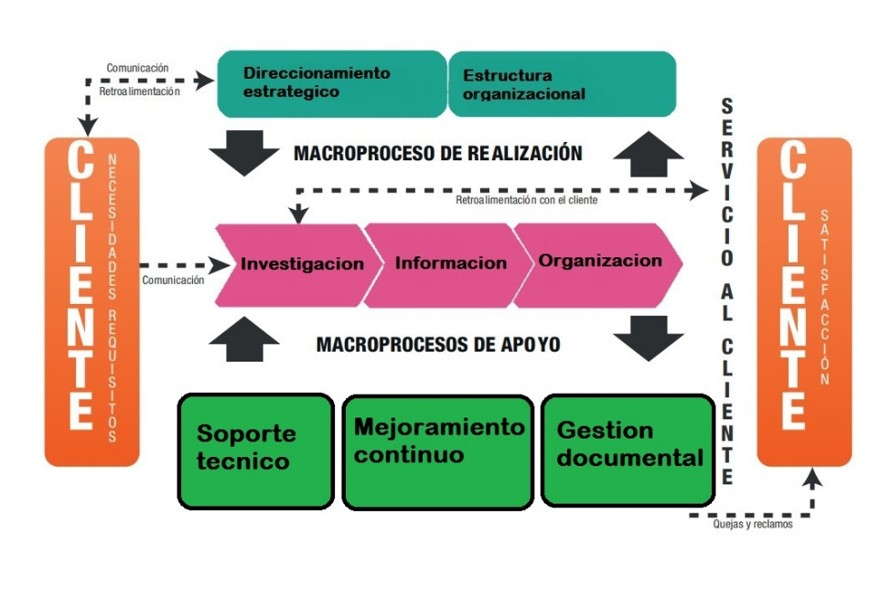 Comunicación
Retroalimentación
Direccionamiento
estrategico
Estructura
organizacional
MACROPROCESO DE REALIZACIÓN
Retroalimentación con el cliente
CLIENTE
NECESIDADES REQUISITOS
Comunicación
Investigacion
Informacion
Organizacion
SERVICIO AL CLIENTE
CLIENTE
SATISFACCIÓN
MACROPROCESOS DE APOYO
Soporte
tecnico
Mejoramiento
continuo
Gestion
documental
Quejas y reclamos